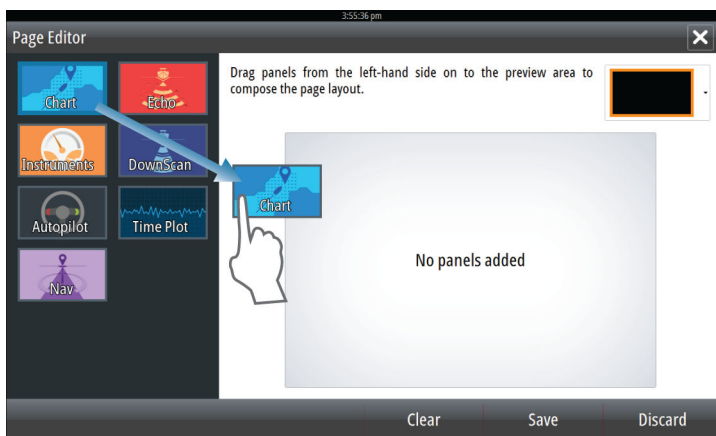 3:55:36 pm
Page Editor
Drag panels from the left-hand side on to the preview area to
compose the page layout.
Chart
Echo
Instruments
DownScan
Chart
Autopilot
Time Plot
No panels added
Nav
Clear
Save
Discard